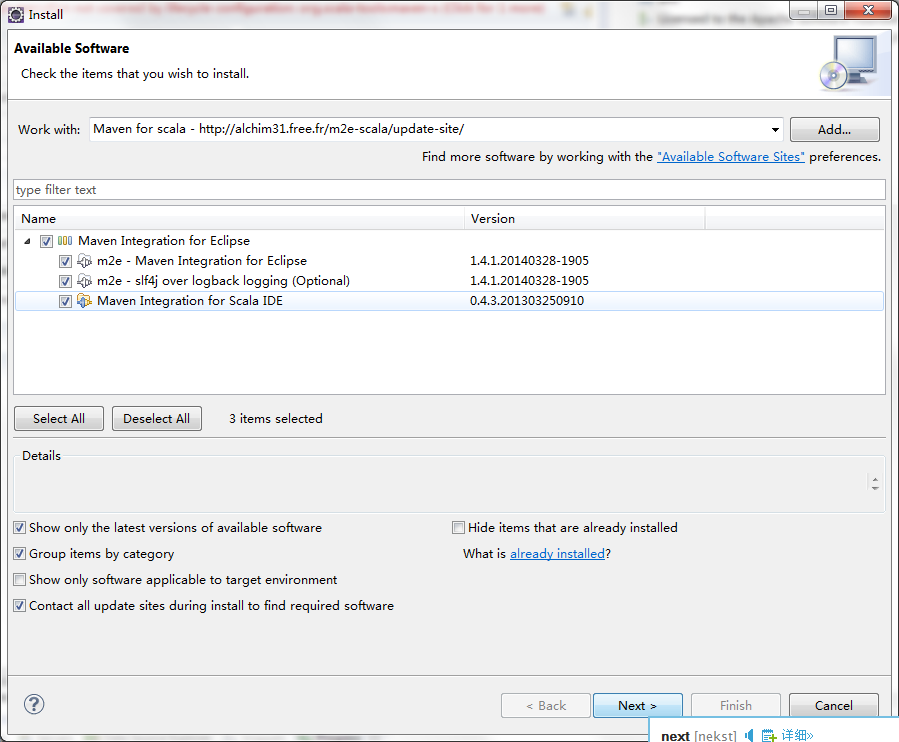 Install
Available Software
Check the items that you wish to install.
Work with: Maven for scala - http://alchim31.free.fr/m2e-scala/update-site/ Add...
Find more software by working with the "Available Software Sites" preferences.
type filter text
Name Version
Maven Integration for Eclipse
m2e - Maven Integration for Eclipse 1.4.1.20140328-1905
m2e - slf4j over logback logging (Optional) 1.4.1.20140328-1905
Maven Integration for Scala IDE 0.4.3.201303250910
Select All Deselect All 3 items selected
Details
Show only the latest versions of available software Hide items that are already installed
Group items by category What is already installed?
Show only software applicable to target environment
Contact all update sites during install to find required software
? < Back Next > Finish Cancel
next [nekst] 详细»